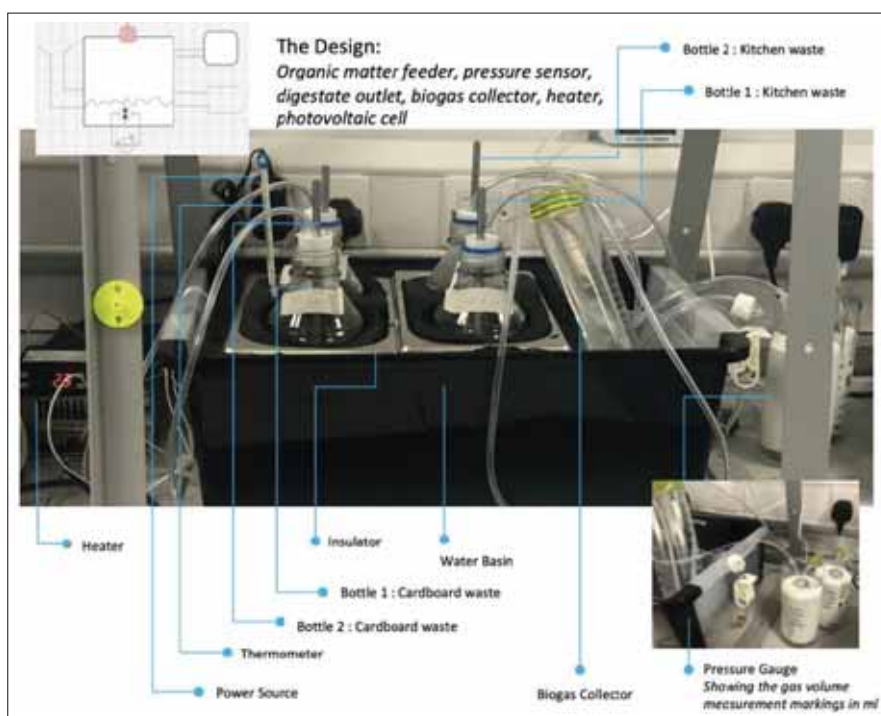 The Design:
Organic matter feeder, pressure sensor,
digestate outlet, biogas collector, heater,
photovoltaic cell
Bottle 2 : Kitchen waste
Bottle 1 : Kitchen waste
Heater
Insulator
Water Basin
Bottle 1 : Cardboard waste
Bottle 2 : Cardboard waste
Thermometer
Power Source
Biogas Collector
Pressure Gauge
Showing the gas volume
measurement markings in ml